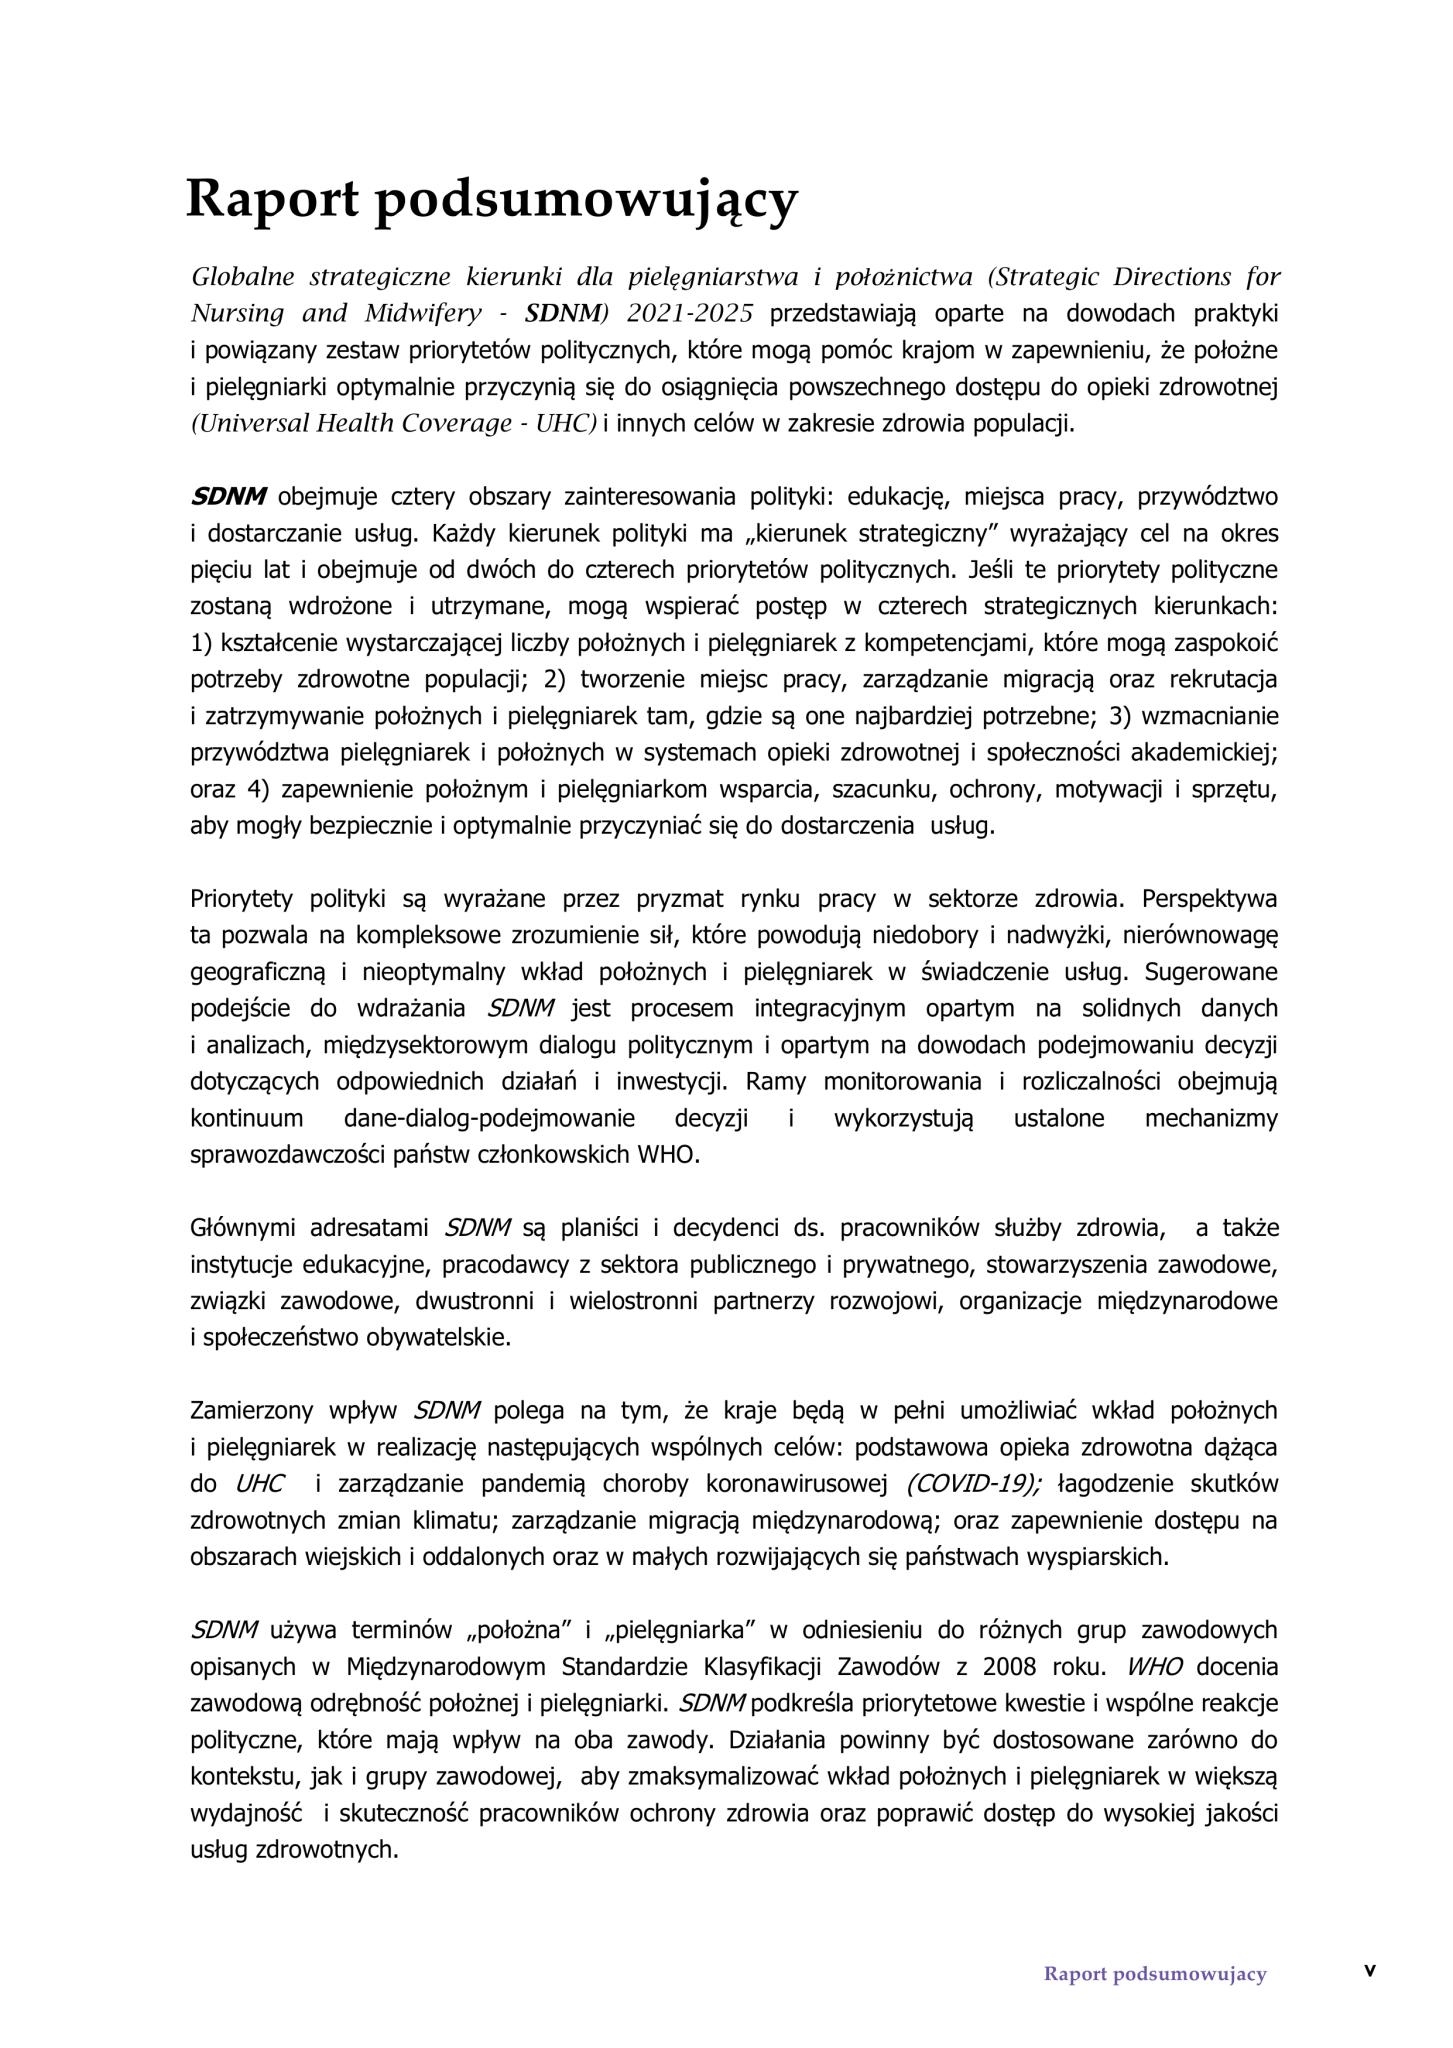 Raport podsumowujący
Globalne strategiczne kierunki dla pielęgniarstwa i położnictwa (Strategic Directions for
Nursing and Midwifery - SDNM) 2021-2025 przedstawiają oparte na dowodach praktyki
i powiązany zestaw priorytetów politycznych, które mogą pomóc krajom w zapewnieniu, że położne
i pielęgniarki optymalnie przyczynią się do osiągnięcia powszechnego dostępu do opieki zdrowotnej
(Universal Health Coverage - UHC) i innych celów w zakresie zdrowia populacji.
SDNM obejmuje cztery obszary zainteresowania polityki: edukację, miejsca pracy, przywództwo
i dostarczanie usług. Każdy kierunek polityki ma „kierunek strategiczny” wyrażający cel na okres
pięciu lat i obejmuje od dwóch do czterech priorytetów politycznych. Jeśli te priorytety polityczne
zostaną wdrożone i utrzymane, mogą wspierać postęp w czterech strategicznych kierunkach:
1) kształcenie wystarczającej liczby położnych i pielęgniarek z kompetencjami, które mogą zaspokoić
potrzeby zdrowotne populacji; 2) tworzenie miejsc pracy, zarządzanie migracją oraz rekrutacja
i zatrzymywanie położnych i pielęgniarek tam, gdzie są one najbardziej potrzebne; 3) wzmacnianie
przywództwa pielęgniarek i położnych w systemach opieki zdrowotnej i społeczności akademickiej;
oraz 4) zapewnienie położnym i pielęgniarkom wsparcia, szacunku, ochrony, motywacji i sprzętu,
aby mogły bezpiecznie i optymalnie przyczyniać się do dostarczenia usług.
Priorytety polityki są wyrażane przez pryzmat rynku pracy w sektorze zdrowia. Perspektywa
ta pozwala na kompleksowe zrozumienie sił, które powodują niedobory i nadwyżki, nierównowagę
geograficzną i nieoptymalny wkład położnych i pielęgniarek w świadczenie usług. Sugerowane
podejście do wdrażania SDNM jest procesem integracyjnym opartym na solidnych danych
i analizach, międzysektorowym dialogu politycznym i opartym na dowodach podejmowaniu decyzji
dotyczących odpowiednich działań i inwestycji. Ramy monitorowania i rozliczalności obejmują
kontinuum dane-dialog-podejmowanie decyzji i wykorzystują ustalone mechanizmy
sprawozdawczości państw członkowskich WHO.
Głównymi adresatami SDNM są planiści i decydenci ds. pracowników służby zdrowia, a także
instytucje edukacyjne, pracodawcy z sektora publicznego i prywatnego, stowarzyszenia zawodowe,
związki zawodowe, dwustronni i wielostronni partnerzy rozwojowi, organizacje międzynarodowe
i społeczeństwo obywatelskie.
Zamierzony wpływ SDNM polega na tym, że kraje będą w pełni umożliwiać wkład położnych
i pielęgniarek w realizację następujących wspólnych celów: podstawowa opieka zdrowotna dążąca
do UHC i zarządzanie pandemią choroby koronawirusowej (COVID-19); łagodzenie skutków
zdrowotnych zmian klimatu; zarządzanie migracją międzynarodową; oraz zapewnienie dostępu na
obszarach wiejskich i oddalonych oraz w małych rozwijających się państwach wyspiarskich.
SDNM używa terminów „położna” i „pielęgniarka” w odniesieniu do różnych grup zawodowych
opisanych w Międzynarodowym Standardzie Klasyfikacji Zawodów z 2008 roku. WHO docenia
zawodową odrębność położnej i pielęgniarki. SDNM podkreśla priorytetowe kwestie i wspólne reakcje
polityczne, które mają wpływ na oba zawody. Działania powinny być dostosowane zarówno do
kontekstu, jak i grupy zawodowej, aby zmaksymalizować wkład położnych i pielęgniarek w większą
wydajność i skuteczność pracowników ochrony zdrowia oraz poprawić dostęp do wysokiej jakości
usług zdrowotnych.
Raport podsumowujacy v